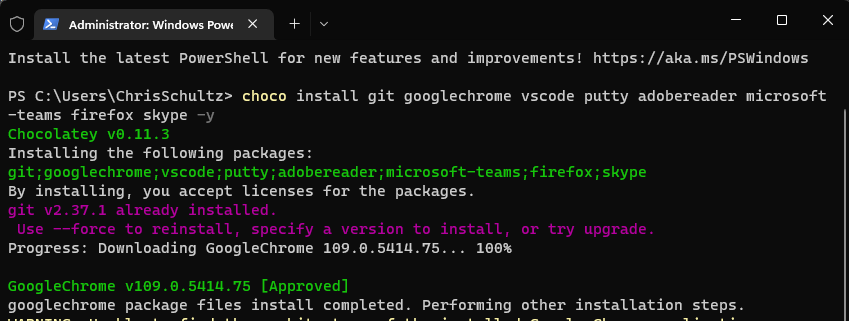 Administrator: Windows Powe
Install the latest PowerShell for new features and improvements! https://aka.ms/PSWindows
PS C:\Users\ChrisSchultz> choco install git googlechrome vscode putty adobereader microsoft
-teams firefox skype -y
Chocolatey v0.11.3
Installing the following packages:
git;googlechrome;vscode;putty;adobereader;microsoft-teams;firefox;skype
By installing, you accept licenses for the packages.
git v2.37.1 already installed.
Use --force to reinstall, specify a version to install, or try upgrade.
Progress: Downloading GoogleChrome 109.0.5414.75... 100%
GoogleChrome v109.0.5414.75 [Approved]
googlechrome package files install completed. Performing other installation steps.